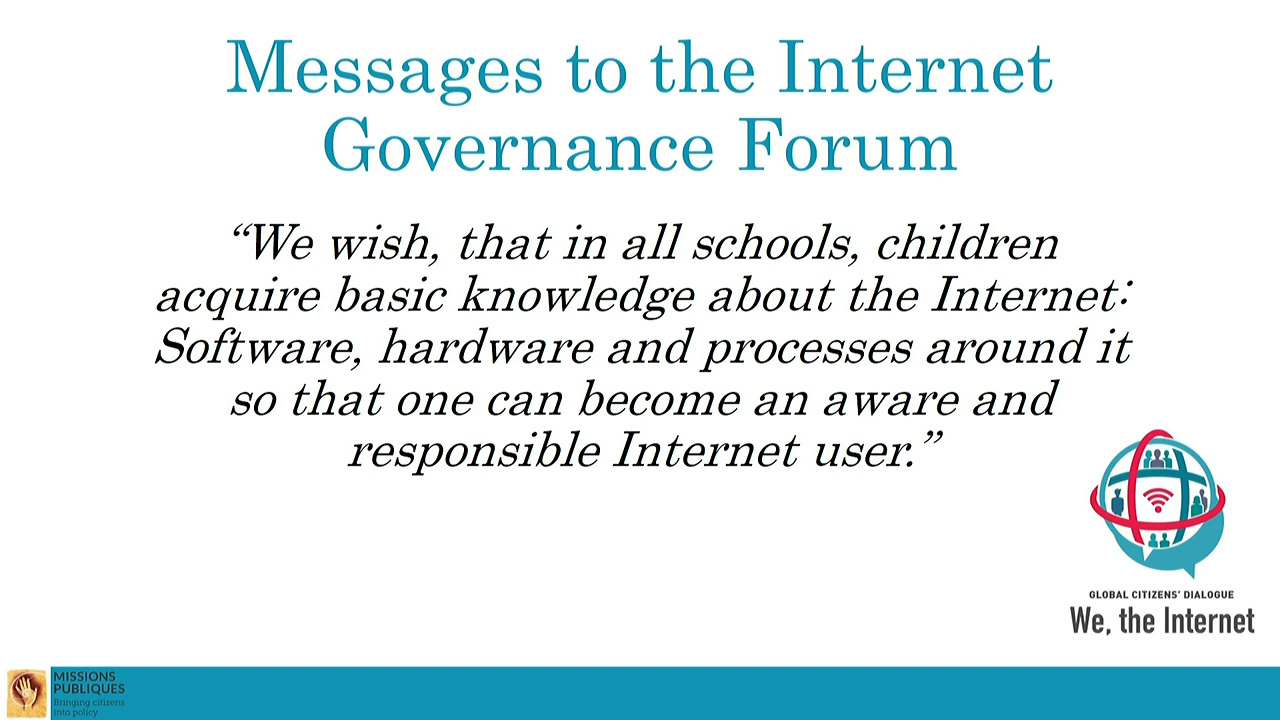 Messages to the Internet
Governance Forum
“We wish, that in all schools, children
acquire basic knowledge about the Internet:
Software, hardware and processes around it
so that one can become an aware and
responsible Internet user.”
GLOBAL CITIZENS’ DIALOGUE
We, the Internet
MISSIONS
PUBLIQUES
Bringing citizens
into policy